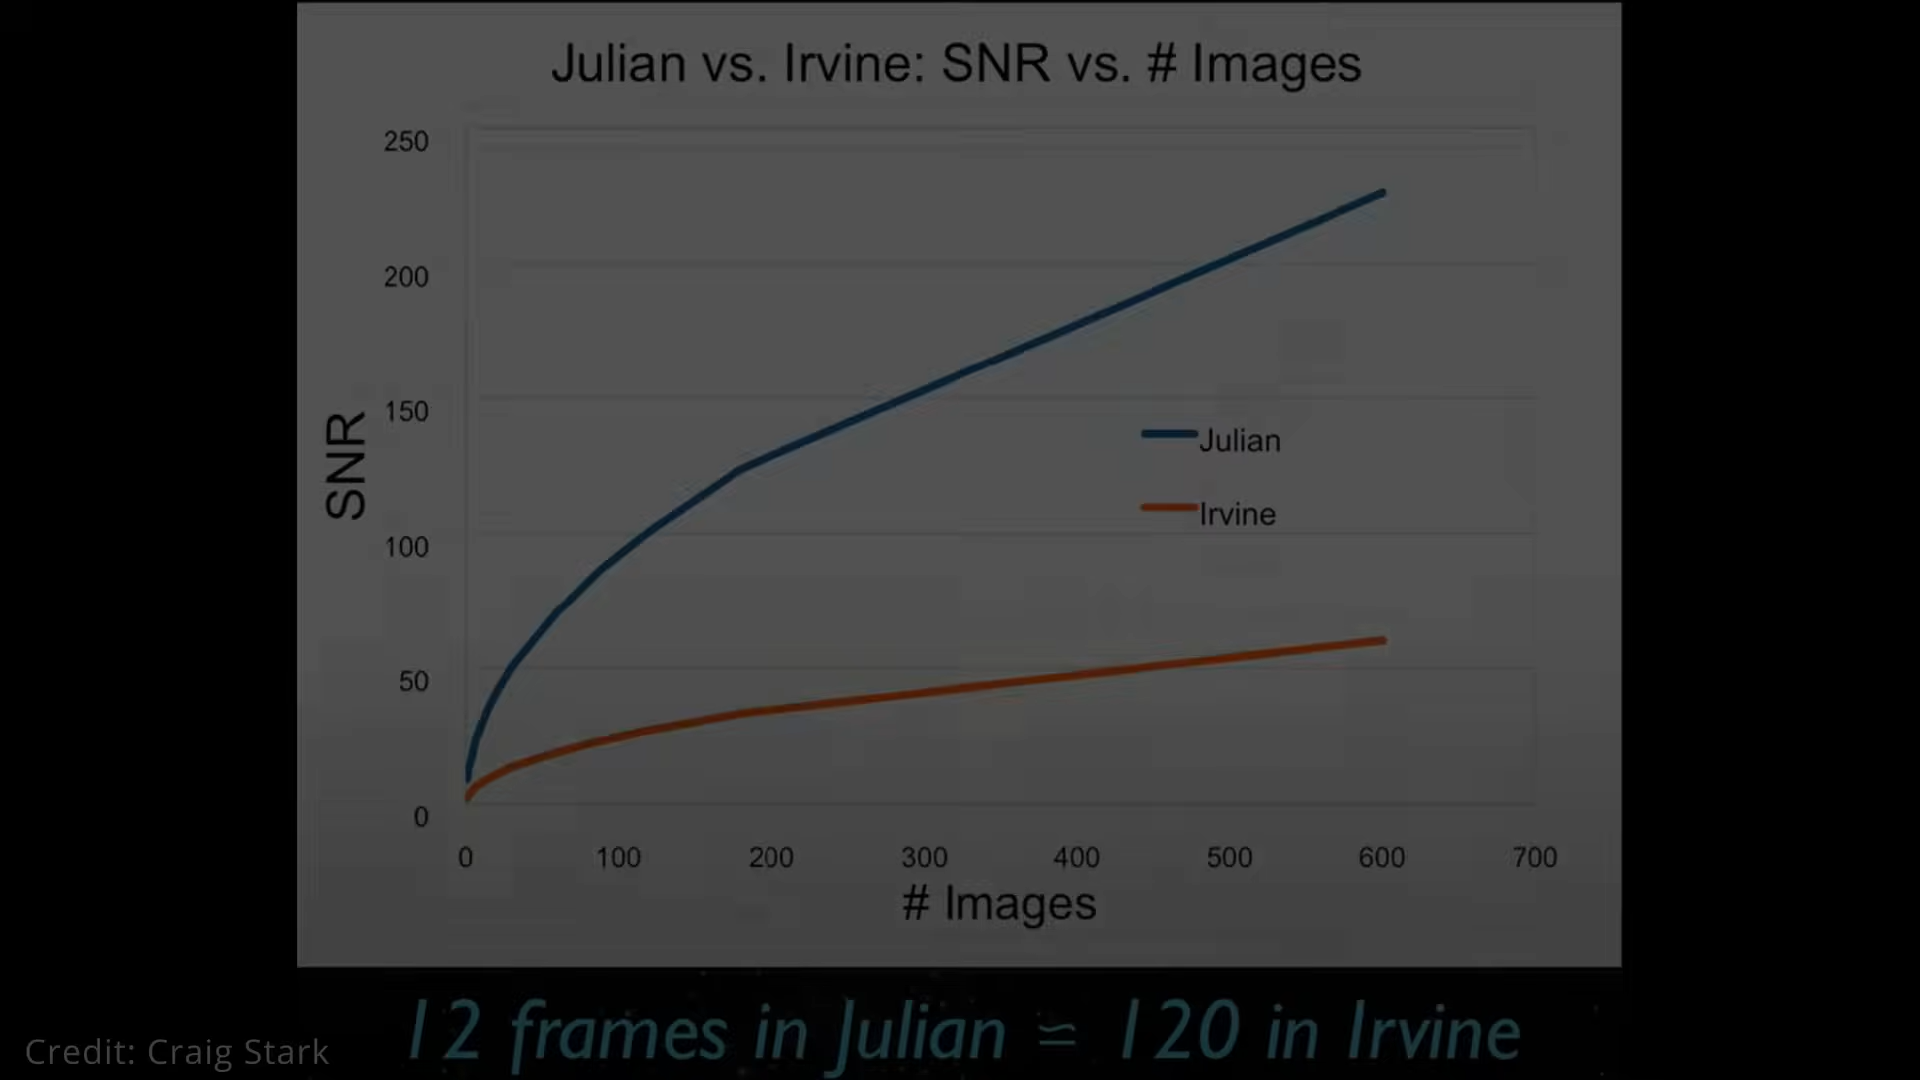 Julian vs. Irvine: SNR vs. # Images
250
200
150
100
50
0
SNR
Julian
Irvine
0 100 200 300 400 500 600 700
# Images
12 frames in Julian ≃ 120 in Irvine
Credit: Craig Stark